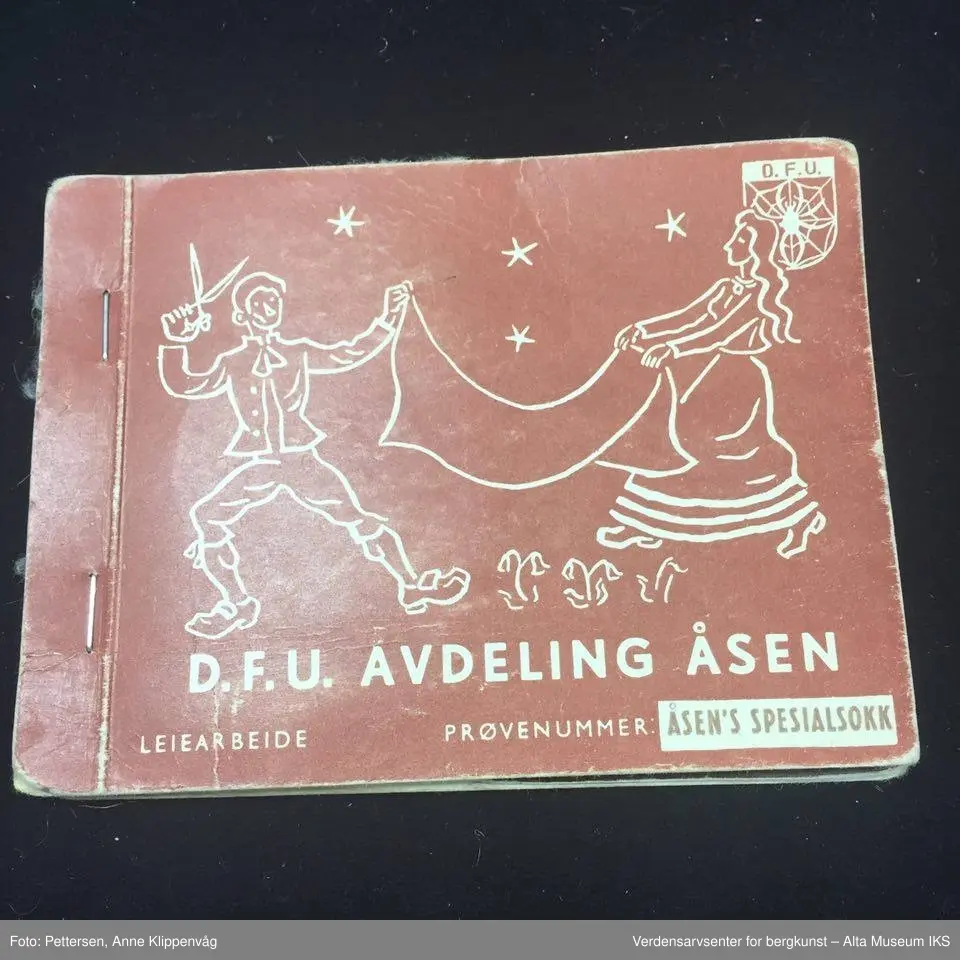 D.F.U.
D.F.U. AVDELING ÅSEN
LEIEARBEIDE
PRØVENUMMER: ÅSEN'S SPESIALSOKK
Foto: Pettersen, Anne Klippenvåg
Verdensarvsenter for bergkunst – Alta Museum IKS